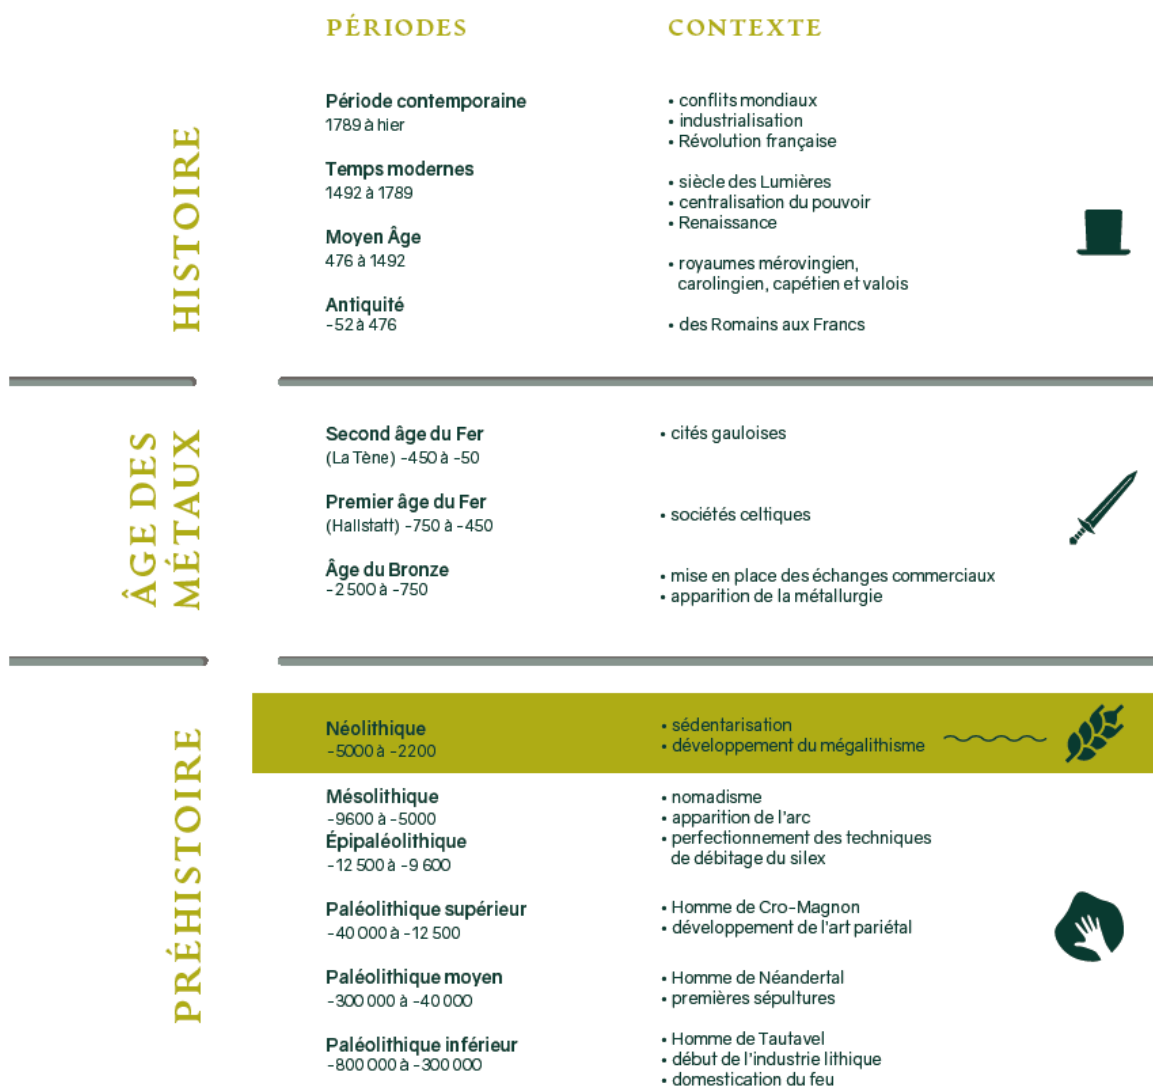 PÉRIODES
CONTEXTE
HISTOIRE
Période contemporaine
1789 à hier
• conflits mondiaux
• industrialisation
• Révolution française
Temps modernes
1492 à 1789
• siècle des Lumières
• centralisation du pouvoir
• Renaissance
Moyen Âge
476 à 1492
• royaumes mérovingien,
carolingien, capétien et valois
Antiquité
-52 à 476
• des Romains aux Francs
ÂGE DES
MÉTAUX
Second âge du Fer
(La Tène) -450 à -50
• cités gauloises
Premier âge du Fer
(Hallstatt) -750 à -450
• sociétés celtiques
Âge du Bronze
-2 500 à -750
• mise en place des échanges commerciaux
• apparition de la métallurgie
PRÉHISTOIRE
Néolithique
-5000 à -2200
• sédentarisation
• développement du mégalithisme
Mésolithique
-9600 à -5000
Épipaléolithique
-12 500 à -9 600
• nomadisme
• apparition de l'arc
• perfectionnement des techniques
de débitage du silex
Paléolithique supérieur
-40 000 à -12 500
• Homme de Cro-Magnon
• développement de l'art pariétal
Paléolithique moyen
-300 000 à -40 000
• Homme de Néandertal
• premières sépultures
Paléolithique inférieur
-800 000 à -300 000
• Homme de Tautavel
• début de l'industrie lithique
• domestication du feu